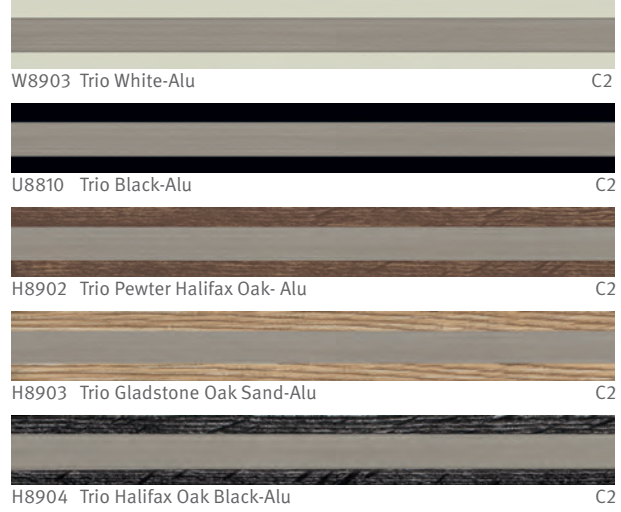 W8903 Trio White-Alu C2
U8810 Trio Black-Alu C2
H8902 Trio Pewter Halifax Oak- Alu C2
H8903 Trio Gladstone Oak Sand-Alu C2
H8904 Trio Halifax Oak Black-Alu C2